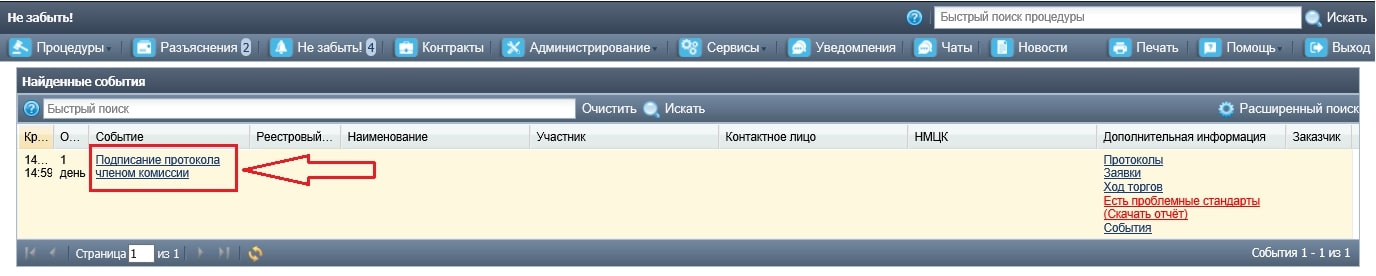 Не забыть!
Быстрый поиск процедуры Искать
Процедуры Разъяснения 2 Не забыть! 4 Контракты Администрирование Сервисы Уведомления Чаты Новости Печать Помощь Выход
Найденные события
Быстрый поиск Очистить Искать Расширенный поиск
Кр... О... Событие Реестровый... Наименование Участник Контактное лицо НМЦК Дополнительная информация Заказчик
14... 1 Подписание протокола Протоколы
14:59 день членом комиссии Заявки
Ход торгов
Есть проблемные стандарты
(Скачать отчёт)
События
Страница 1 из 1 События 1 - 1 из 1